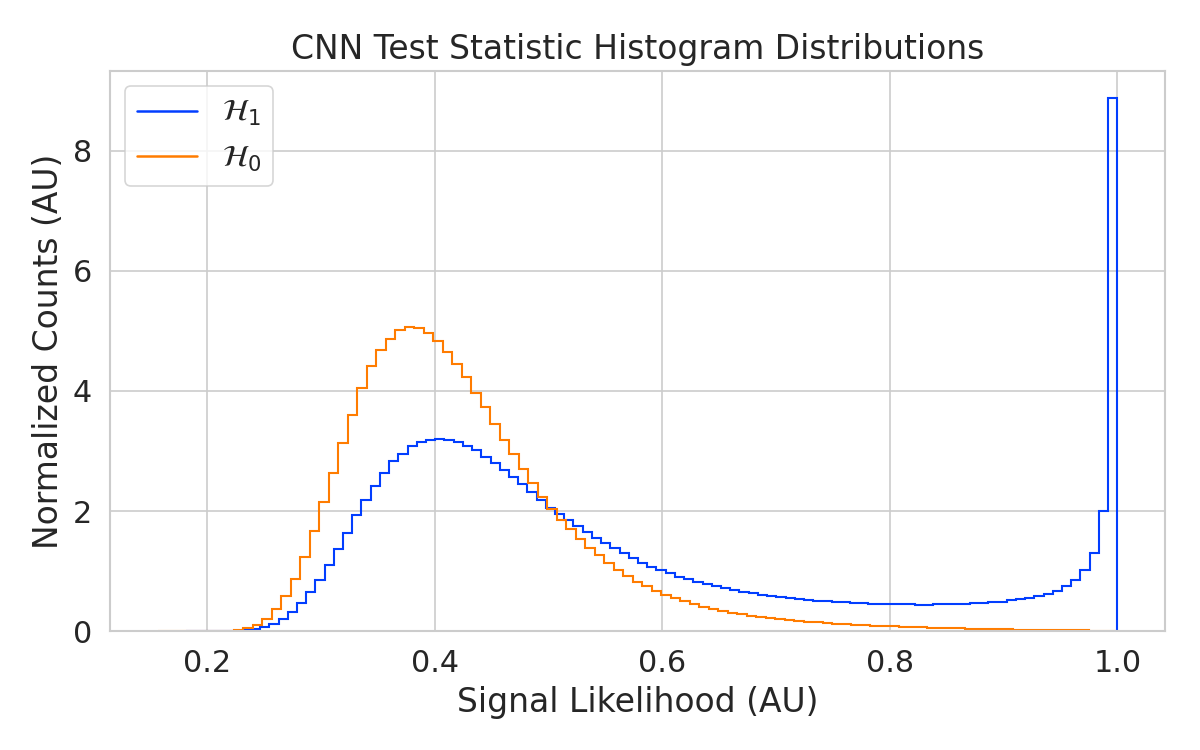 CNN Test Statistic Histogram Distributions
ℋ₁
ℋ₀
Normalized Counts (AU)
8
6
4
2
0
0.2 0.4 0.6 0.8 1.0
Signal Likelihood (AU)